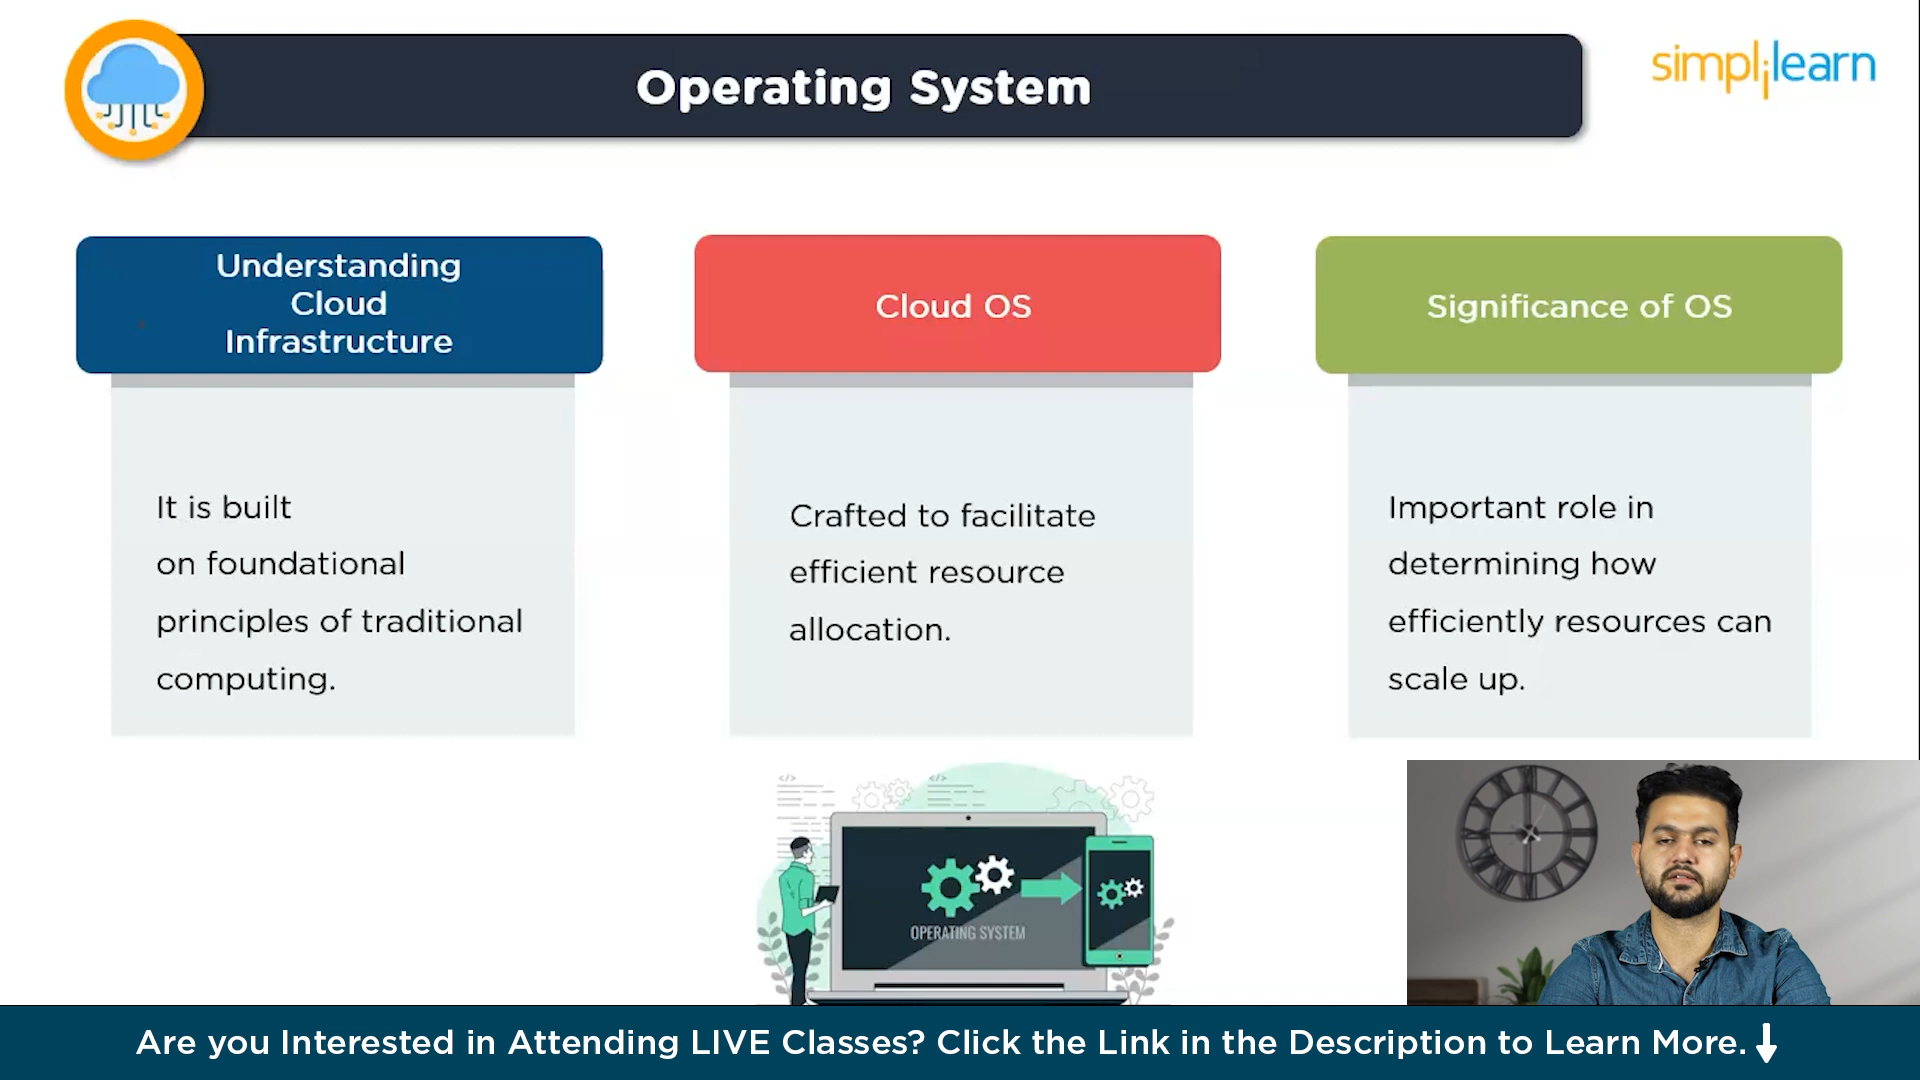 Operating System
simplilearn
Understanding
Cloud
Infrastructure
It is built
on foundational
principles of traditional
computing.
Cloud OS
Crafted to facilitate
efficient resource
allocation.
Significance of OS
Important role in
determining how
efficiently resources can
scale up.
</>
</>
OPERATING SYSTEM
Are you Interested in Attending LIVE Classes? Click the Link in the Description to Learn More.